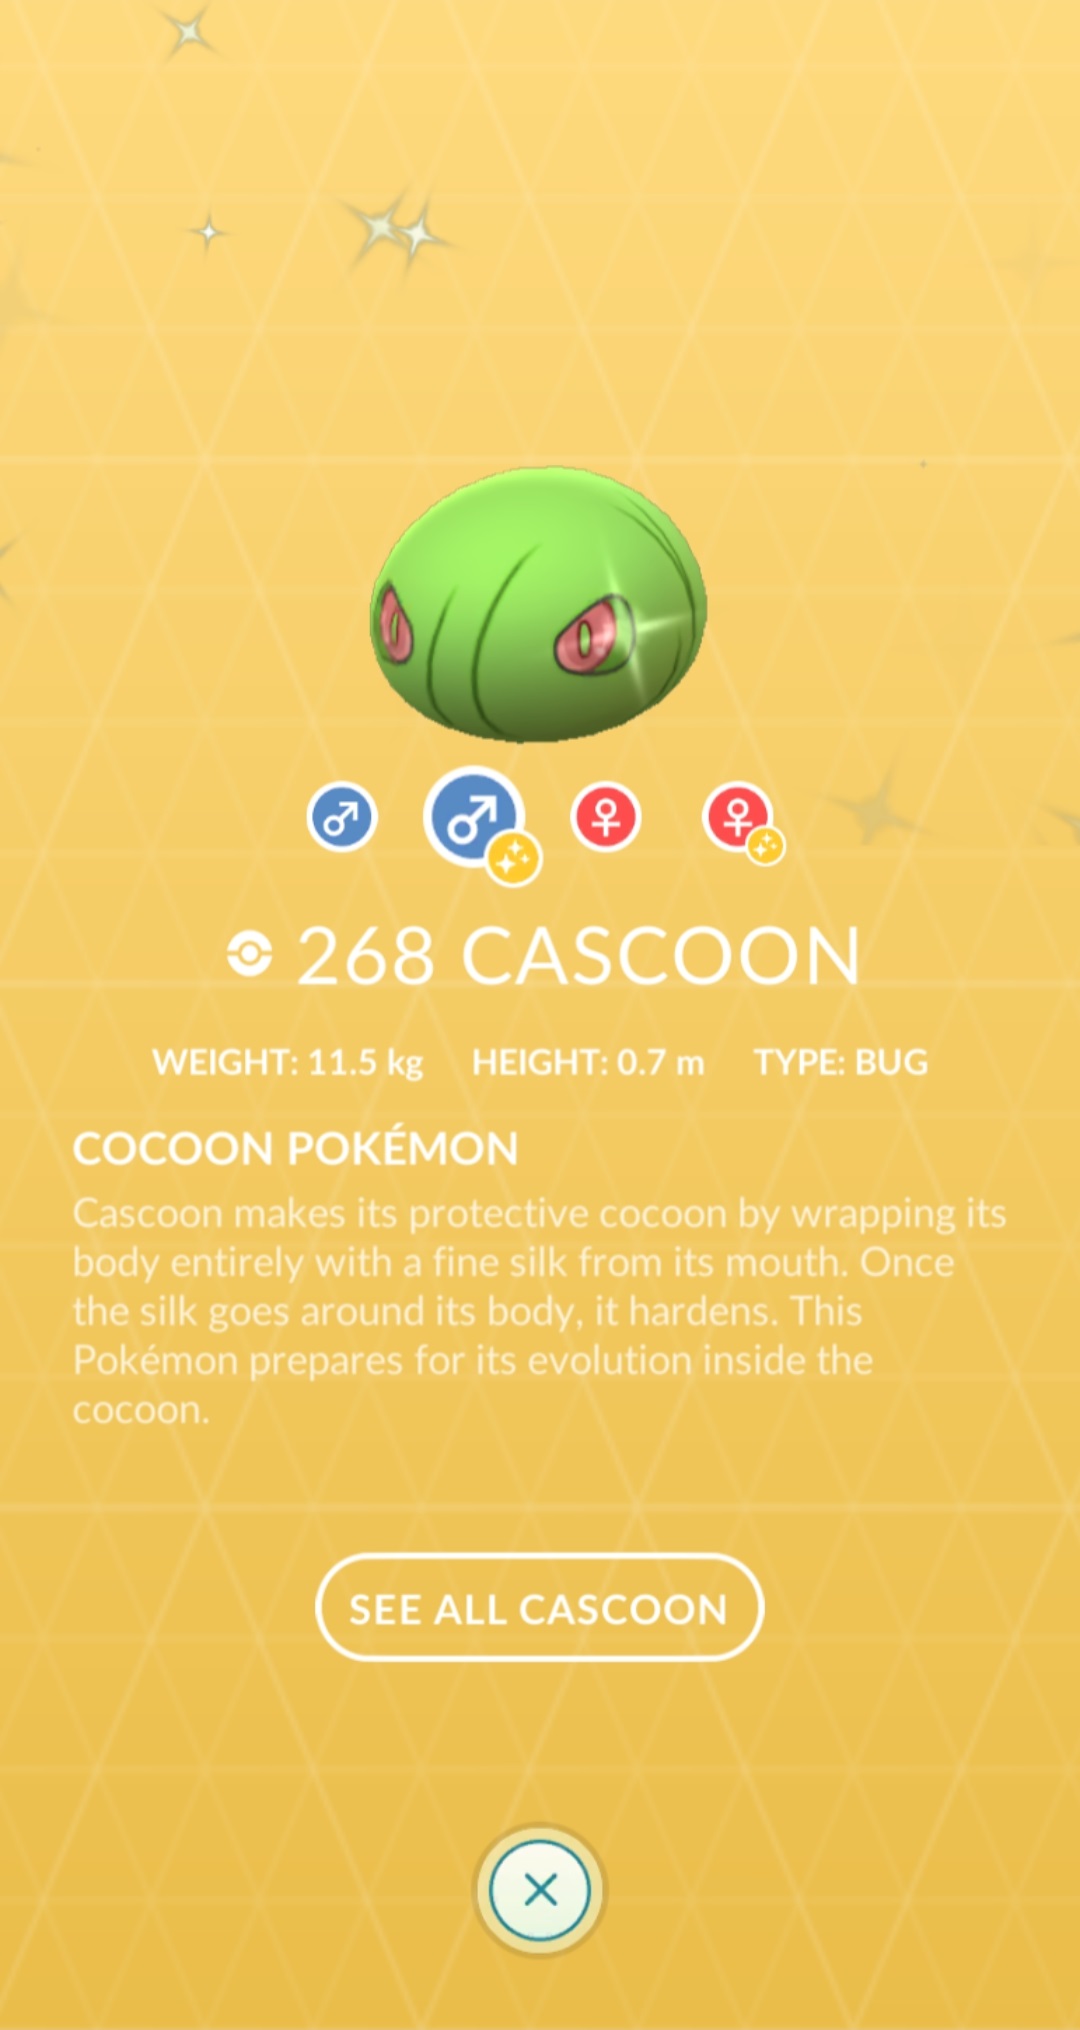 268 CASCOON
WEIGHT: 11.5 kg HEIGHT: 0.7 m TYPE: BUG
COCOON POKÉMON
Cascoon makes its protective cocoon by wrapping its
body entirely with a fine silk from its mouth. Once
the silk goes around its body, it hardens. This
Pokémon prepares for its evolution inside the
cocoon.
SEE ALL CASCOON